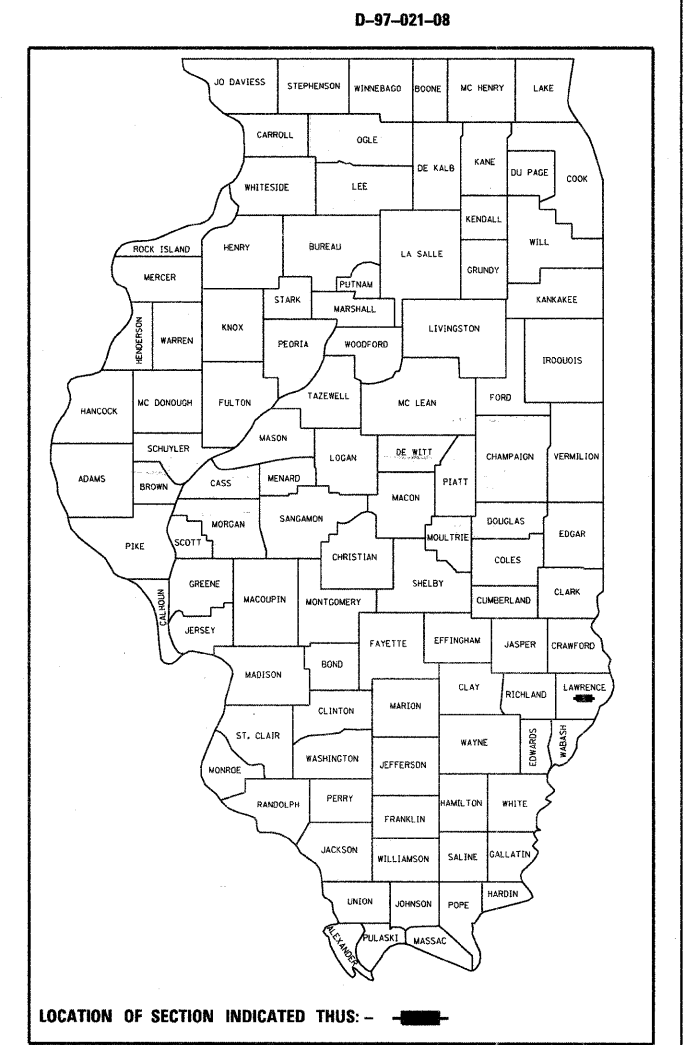 D-97-021-08
JO DAVIESS
STEPHENSON
WINNEBAGO
BOONE
MC HENRY
LAKE
CARROLL
OGLE
DE KALB
KANE
DU PAGE
COOK
WHITESIDE
LEE
KENDALL
WILL
ROCK ISLAND
HENRY
BUREAU
LA SALLE
GRUNDY
MERCER
PUTNAM
STARK
MARSHALL
KANKAKEE
HENDERSON
WARREN
KNOX
PEORIA
WOODFORD
LIVINGSTON
IROQUOIS
HANCOCK
MC DONOUGH
FULTON
TAZEWELL
MC LEAN
FORD
MASON
SCHUYLER
LOGAN
DE WITT
CHAMPAIGN
VERMILION
ADAMS
BROWN
CASS
MENARD
MACON
PIATT
MORGAN
SANGAMON
DOUGLAS
EDGAR
PIKE
SCOTT
CHRISTIAN
MOULTRIE
COLES
GREENE
MACOUPIN
MONTGOMERY
SHELBY
CUMBERLAND
CLARK
CALHOUN
JERSEY
FAYETTE
EFFINGHAM
JASPER
CRAWFORD
MADISON
BOND
CLAY
RICHLAND
LAWRENCE
CLINTON
MARION
ST. CLAIR
WAYNE
EDWARDS
WABASH
MONROE
WASHINGTON
JEFFERSON
RANDOLPH
PERRY
HAMILTON
WHITE
FRANKLIN
JACKSON
WILLIAMSON
SALINE
GALLATIN
UNION
JOHNSON
POPE
HARDIN
ALEXANDER
PULASKI
MASSAC
LOCATION OF SECTION INDICATED THUS: -